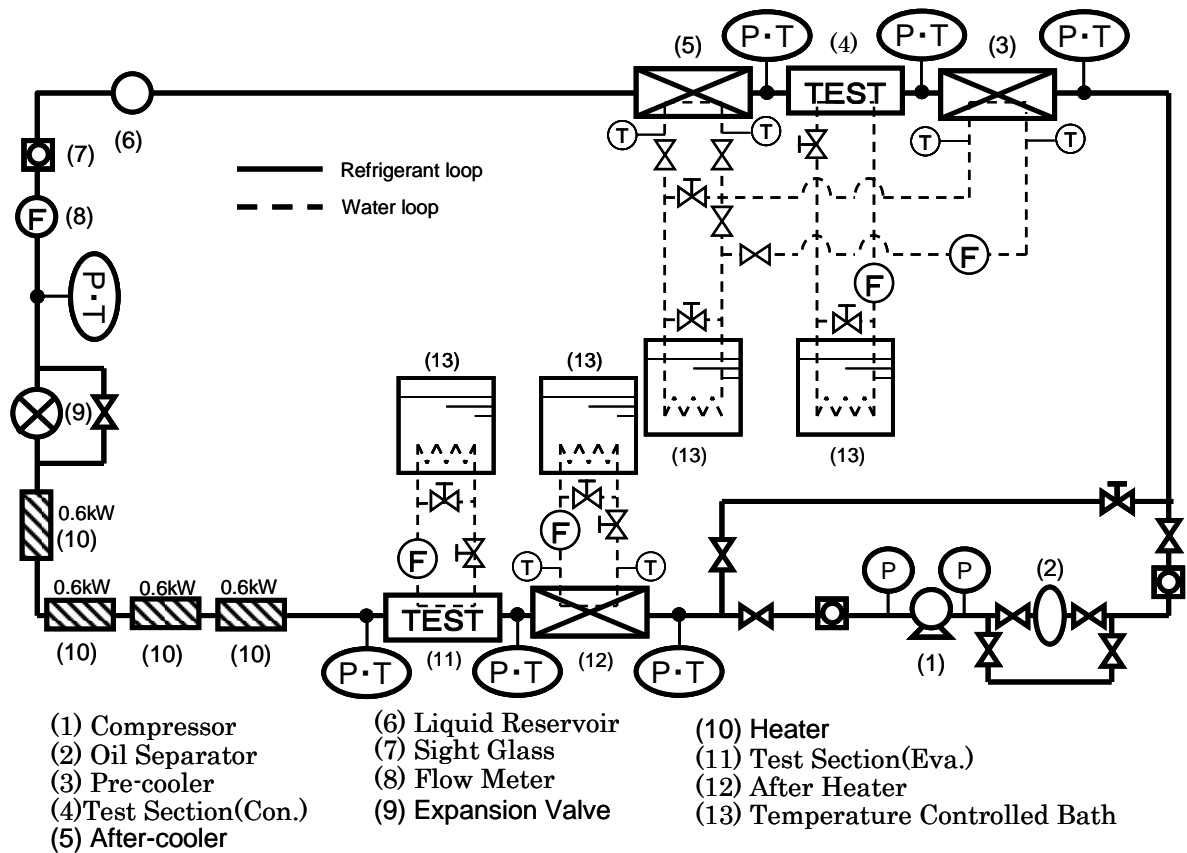 (5)
P·T
(4)
P·T
(3)
P·T
TEST
(6)
T
T
T
T
(7)
Refrigerant loop
F
(8)
Water loop
F
F
P·T
(13)
(13)
(9)
(13)
(13)
0.6kW
(10)
F
F
T
T
P
P
(2)
0.6kW
0.6kW
0.6kW
TEST
(10)
(10)
(10)
P·T
(11)
P·T
(12)
P·T
(1)
(1) Compressor
(2) Oil Separator
(3) Pre-cooler
(4)Test Section(Con.)
(5) After-cooler
(6) Liquid Reservoir
(7) Sight Glass
(8) Flow Meter
(9) Expansion Valve
(10) Heater
(11) Test Section(Eva.)
(12) After Heater
(13) Temperature Controlled Bath